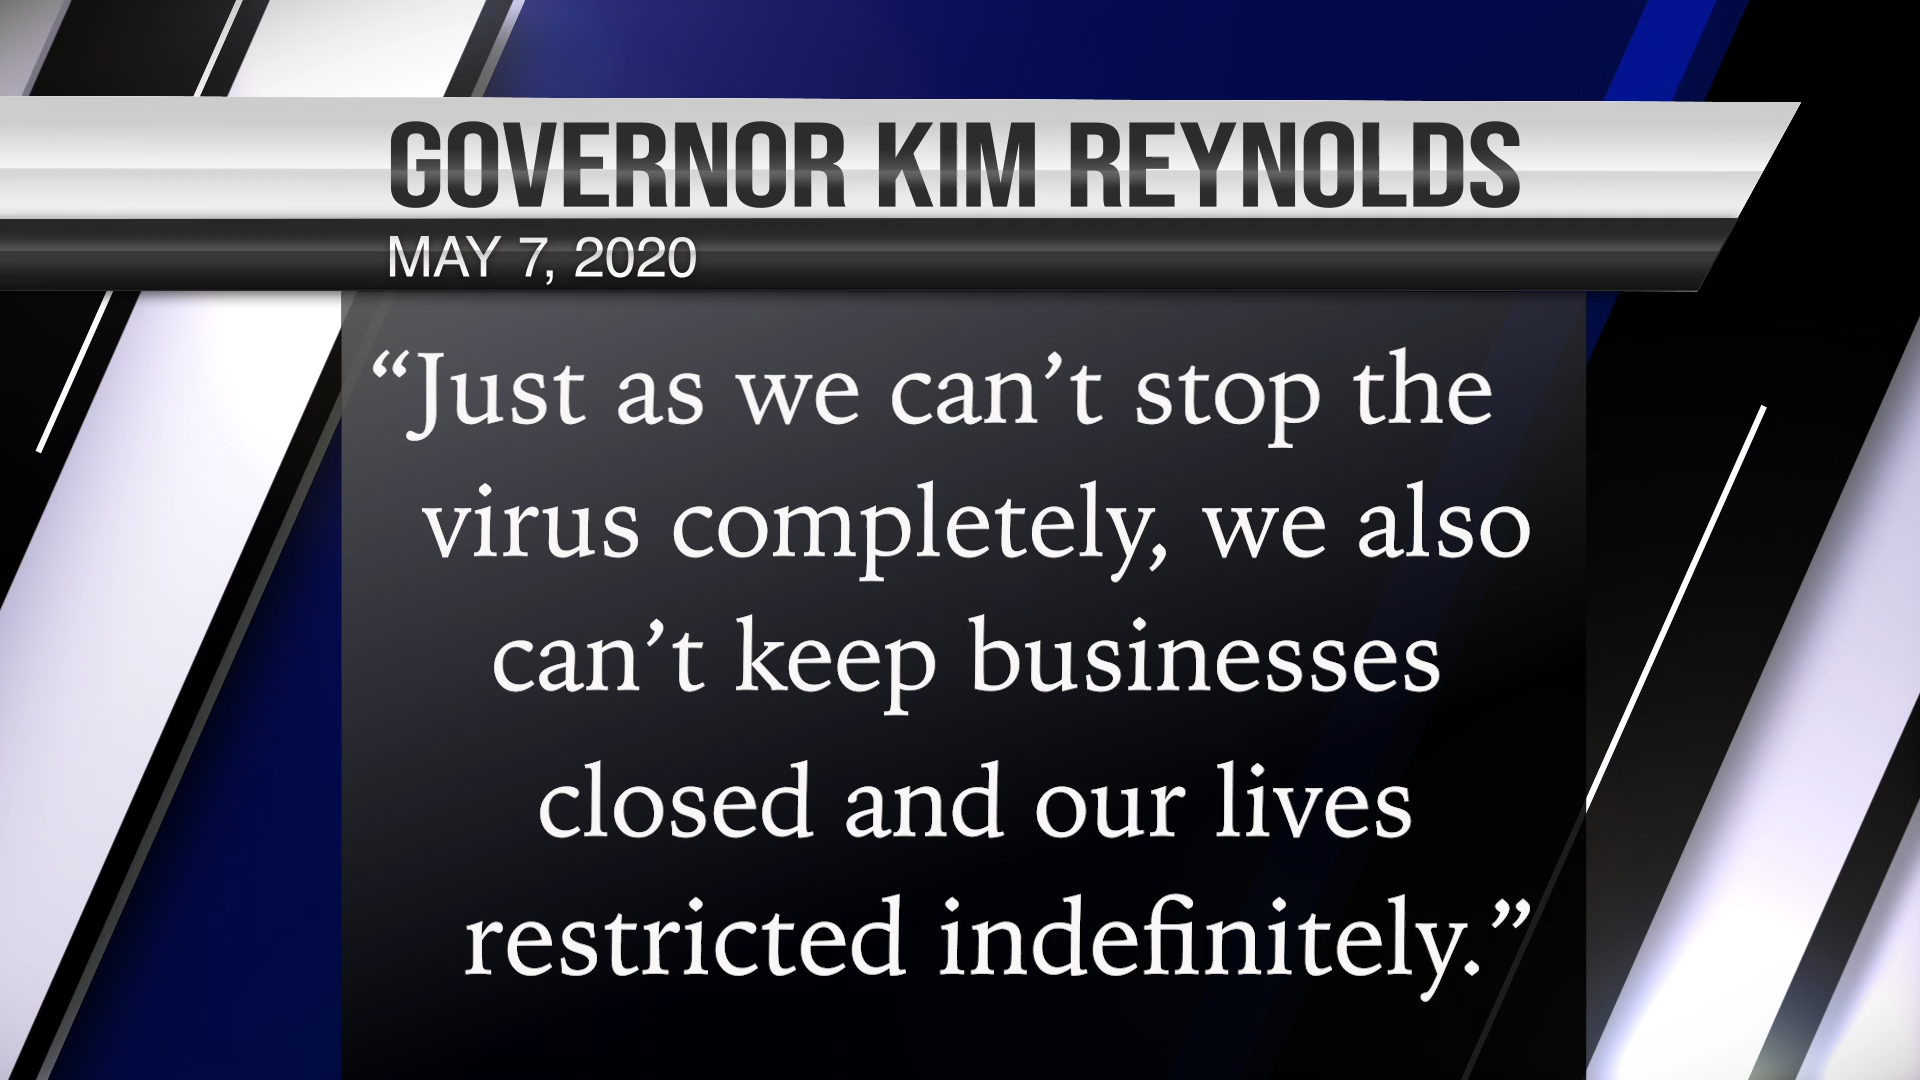 GOVERNOR KIM REYNOLDS
MAY 7, 2020
“Just as we can’t stop the
virus completely, we also
can’t keep businesses
closed and our lives
restricted indefinitely.”